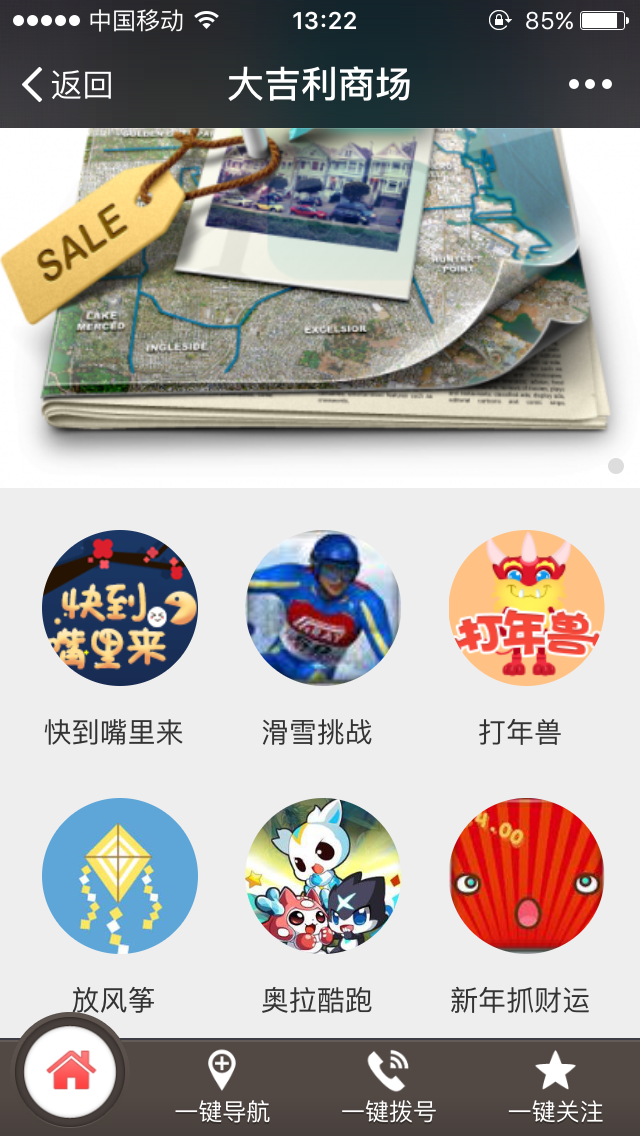 中国移动
13:22
85%
返回
大吉利商场
SALE
HUNTER'S
POINT
LAKE
MERCED
INGLESIDE
EXCELSIOR
快到
嘴里来
打年兽
快到嘴里来
滑雪挑战
打年兽
放风筝
奥拉酷跑
新年抓财运
一键导航
一键拨号
一键关注